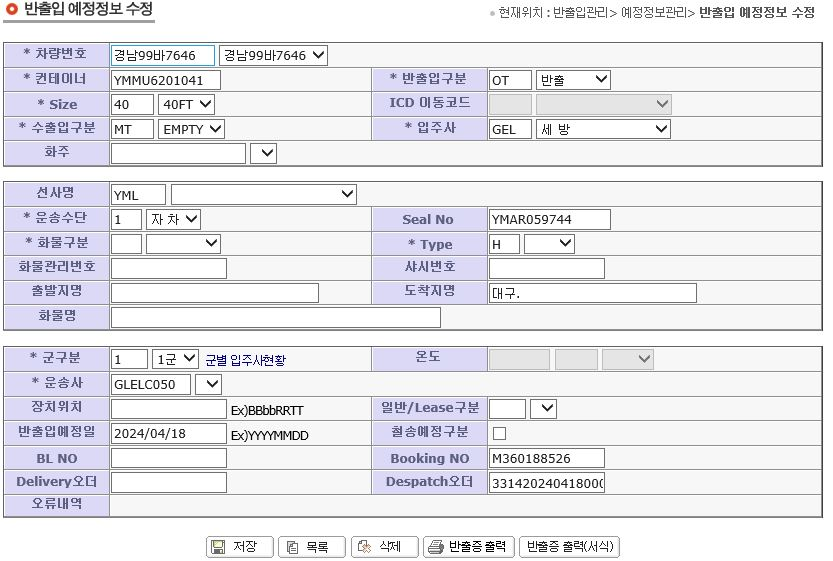 반출입 예정정보 수정
현재위치 : 반출입관리> 예정정보관리> 반출입 예정정보 수정
* 차량번호 경남99바7646 경남99바7646
* 컨테이너 YMMU6201041 * 반출입구분 OT 반출
* Size 40 40FT ICD 이동코드
* 수출입구분 MT EMPTY * 입주사 GEL 세 방
화주
선사명 YML
* 운송수단 1 자 차 Seal No YMAR059744
* 화물구분 * Type H
화물관리번호 샤시번호
출발지명 도착지명 대구.
화물명
* 군구분 1 1군 군별 입주사현황 온도
* 운송사 GLELC050
장치위치 Ex)BBbbRRTT 일반/Lease구분
반출입예정일 2024/04/18 Ex)YYYYMMDD 철송예정구분
BL NO Booking NO M360188526
Delivery오더 Despatch오더 331420240418000
오류내역
저장 목록 삭제 반출증 출력 반출증 출력(서식)